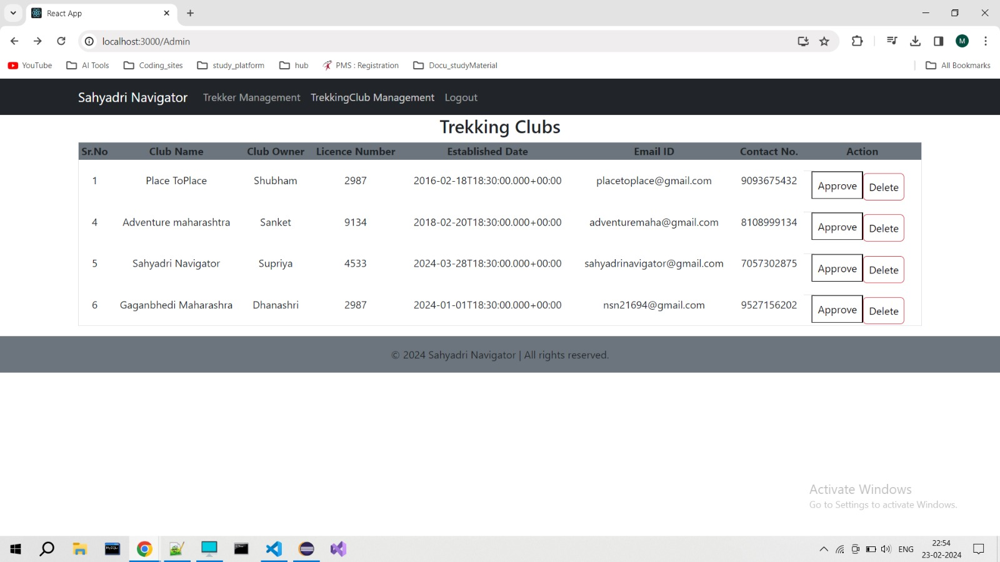 React App
localhost:3000/Admin
M
YouTube AI Tools Coding_sites study_platform hub PMS : Registration Docu_studyMaterial All Bookmarks
Sahyadri Navigator Trekker Management TrekkingClub Management Logout
Trekking Clubs
Sr.No Club Name Club Owner Licence Number Established Date Email ID Contact No. Action
1 Place ToPlace Shubham 2987 2016-02-18T18:30:00.000+00:00 placetoplace@gmail.com 9093675432 Approve Delete
4 Adventure maharashtra Sanket 9134 2018-02-20T18:30:00.000+00:00 adventuremaha@gmail.com 8108999134 Approve Delete
5 Sahyadri Navigator Supriya 4533 2024-03-28T18:30:00.000+00:00 sahyadrinavigator@gmail.com 7057302875 Approve Delete
6 Gaganbhedi Maharashra Dhanashri 2987 2024-01-01T18:30:00.000+00:00 nsn21694@gmail.com 9527156202 Approve Delete
© 2024 Sahyadri Navigator | All rights reserved.
Activate Windows
Go to Settings to activate Windows.
MySQL
ENG
22:54
23-02-2024